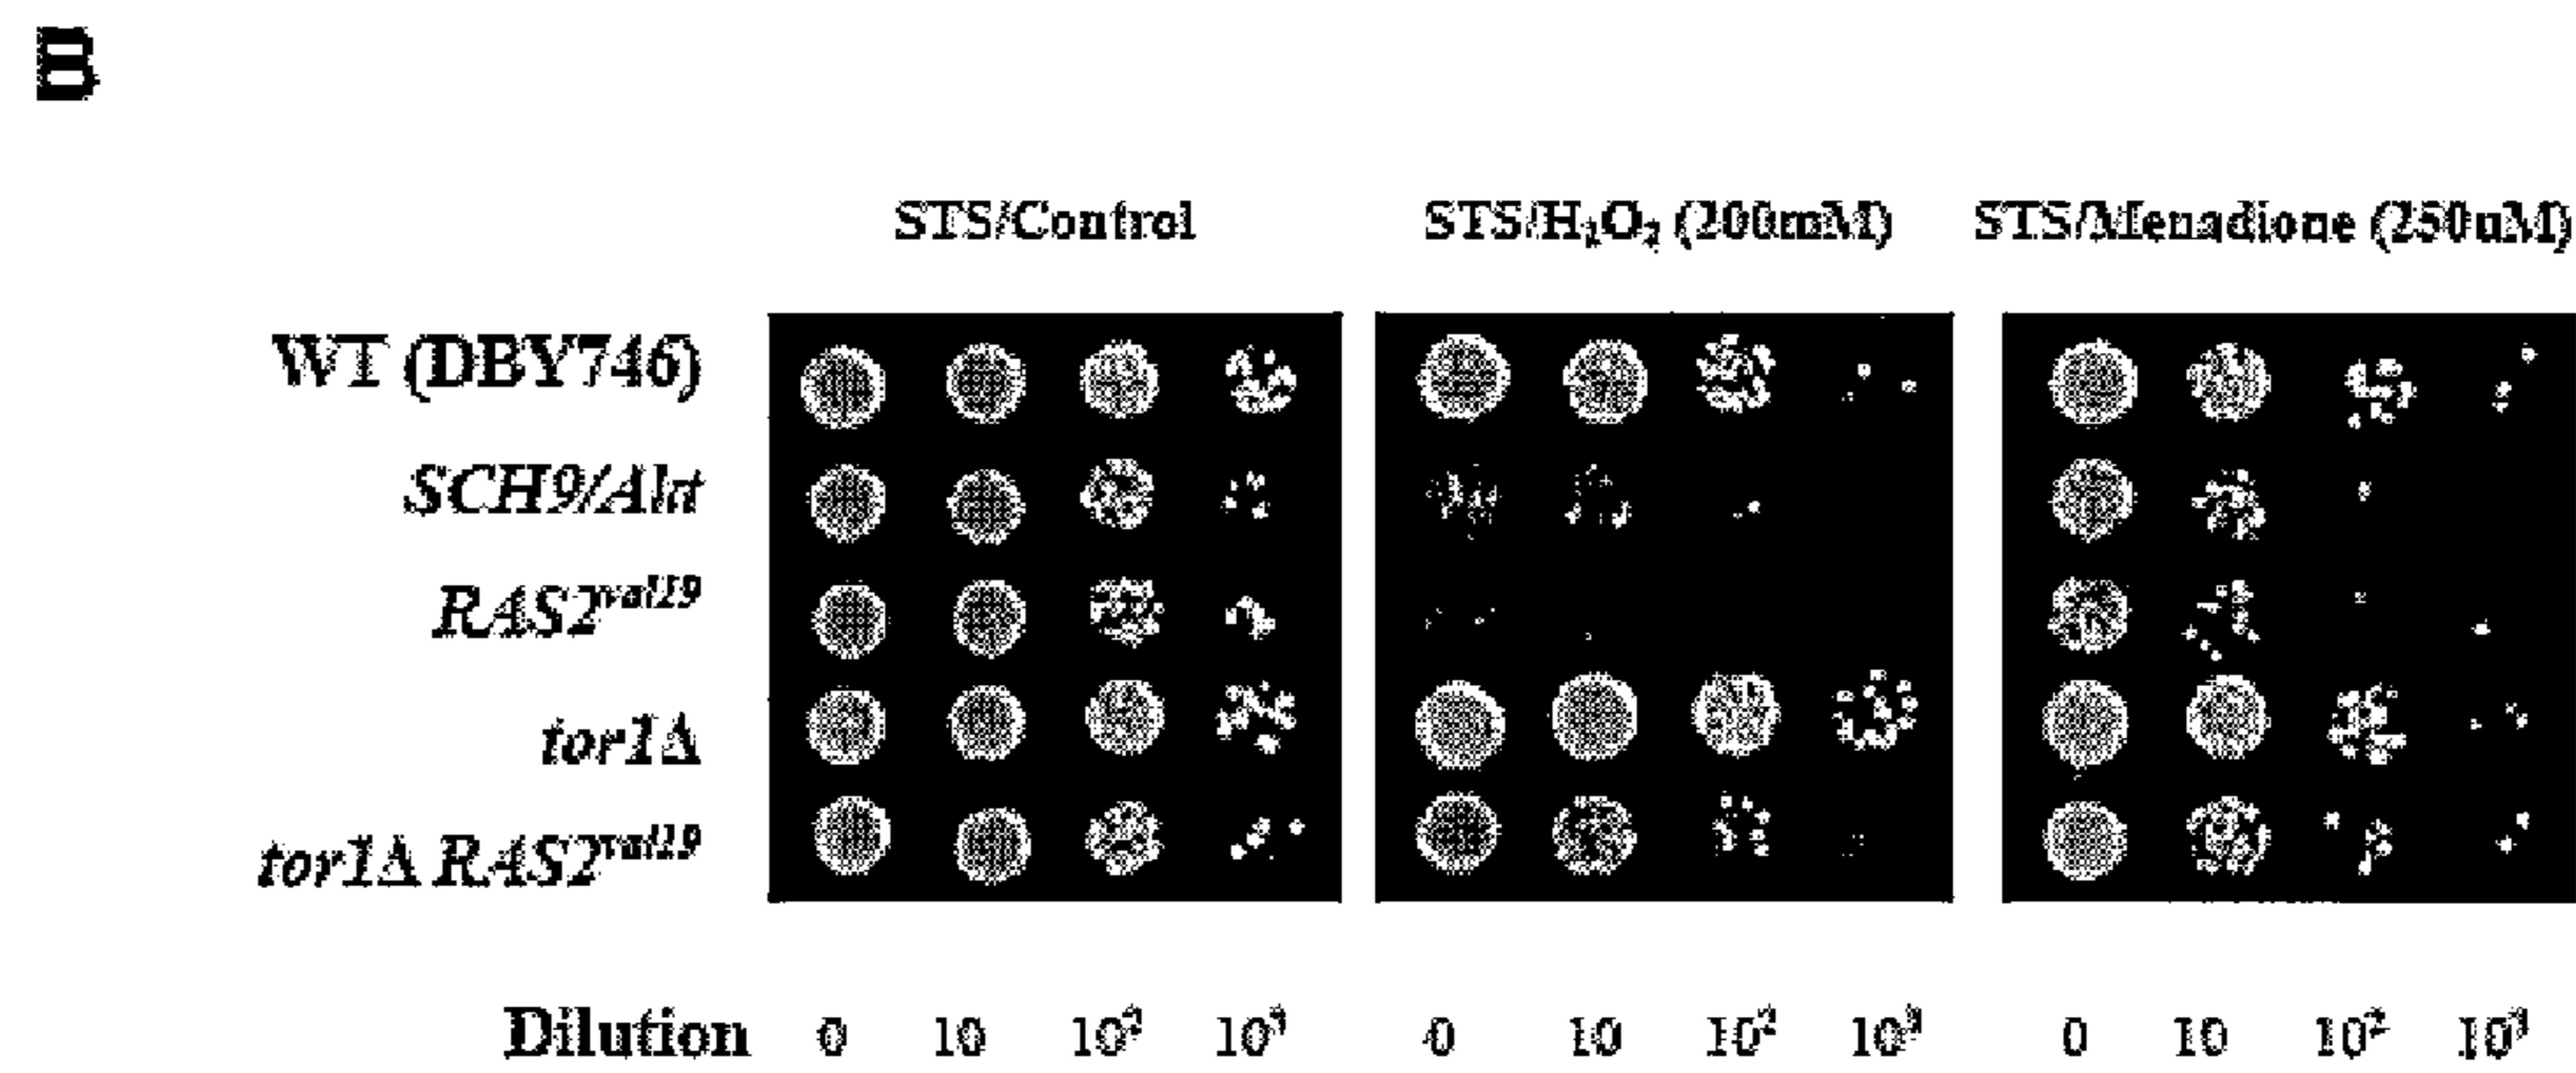 B
STS/Control STS/H₂O₂ (200mM) STS/Menadione (250uM)
WT (DBY746)
SCH9/Akt
RAS2ᵛᵃˡ¹⁹
tor1Δ
tor1Δ RAS2ᵛᵃˡ¹⁹
Dilution 0 10 10² 10³ 0 10 10² 10³ 0 10 10² 10³